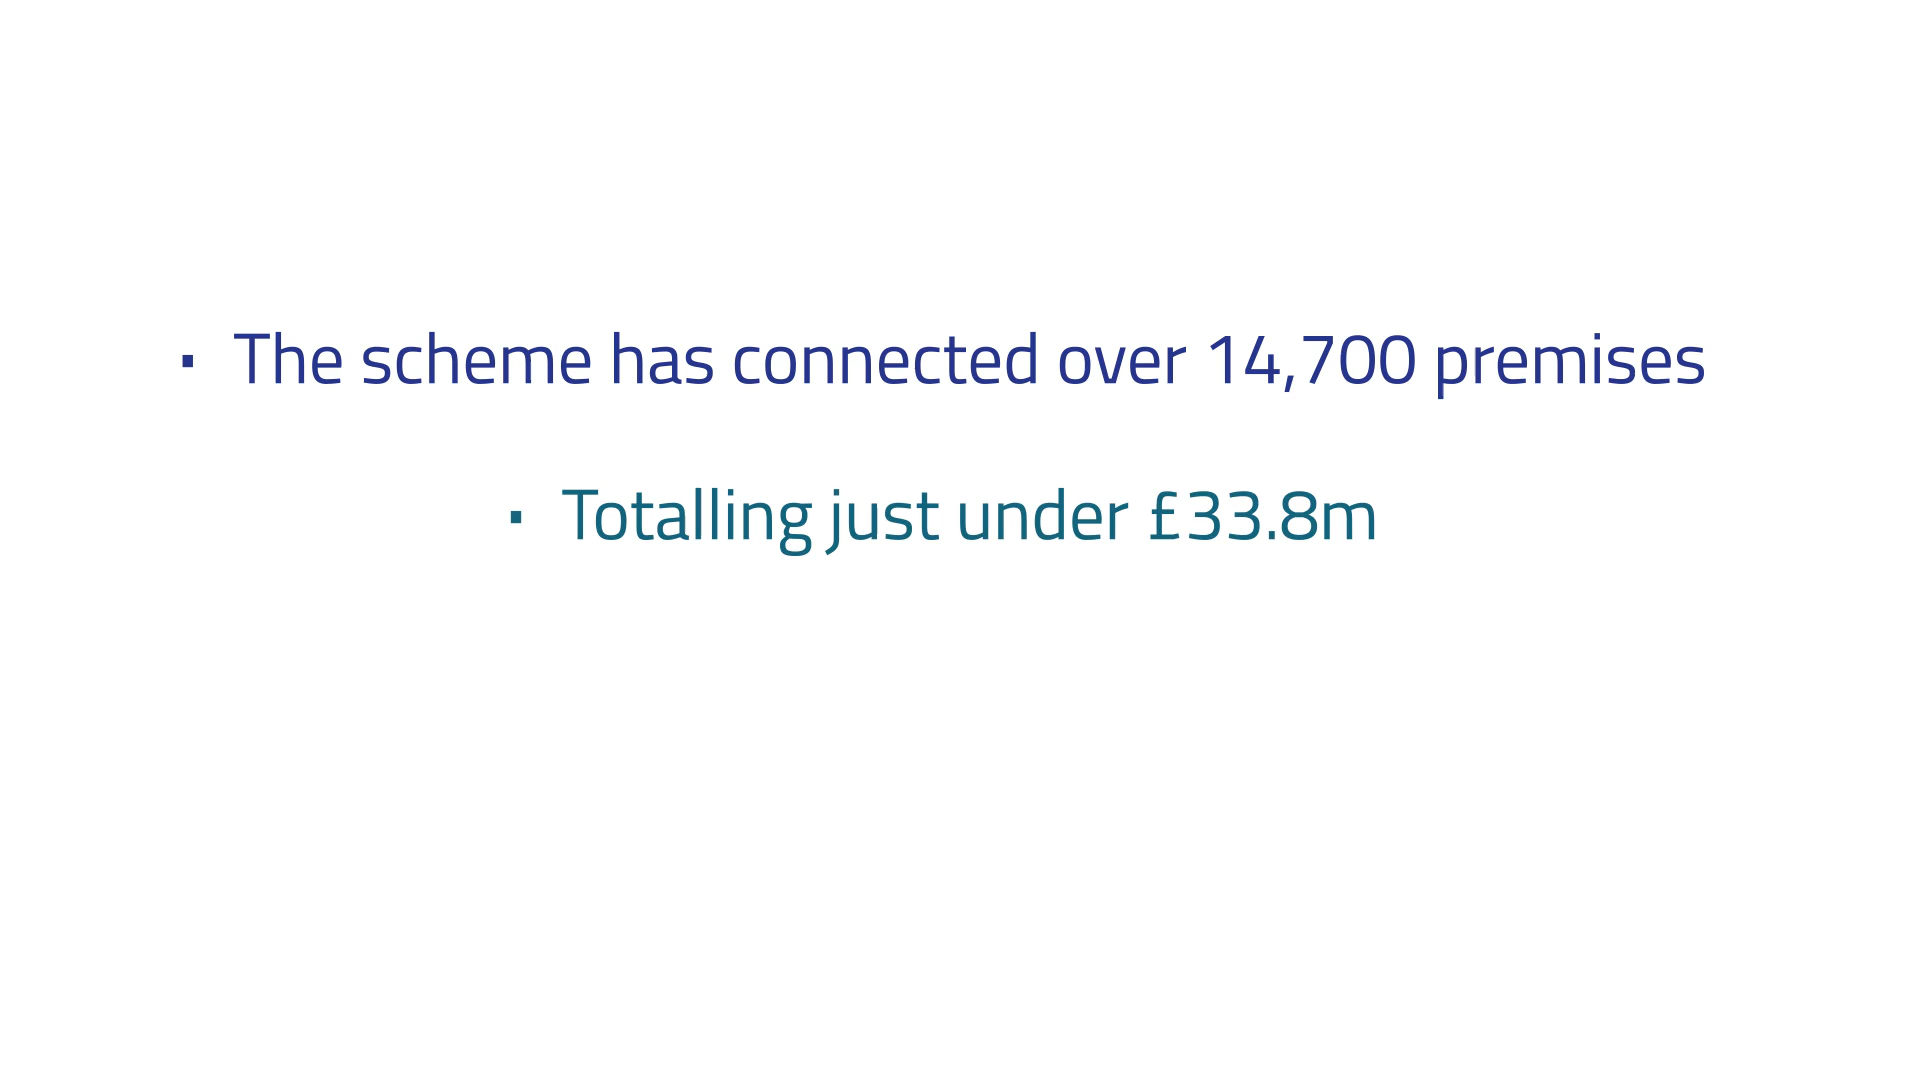 ▪ The scheme has connected over 14,700 premises
▪ Totalling just under £33.8m